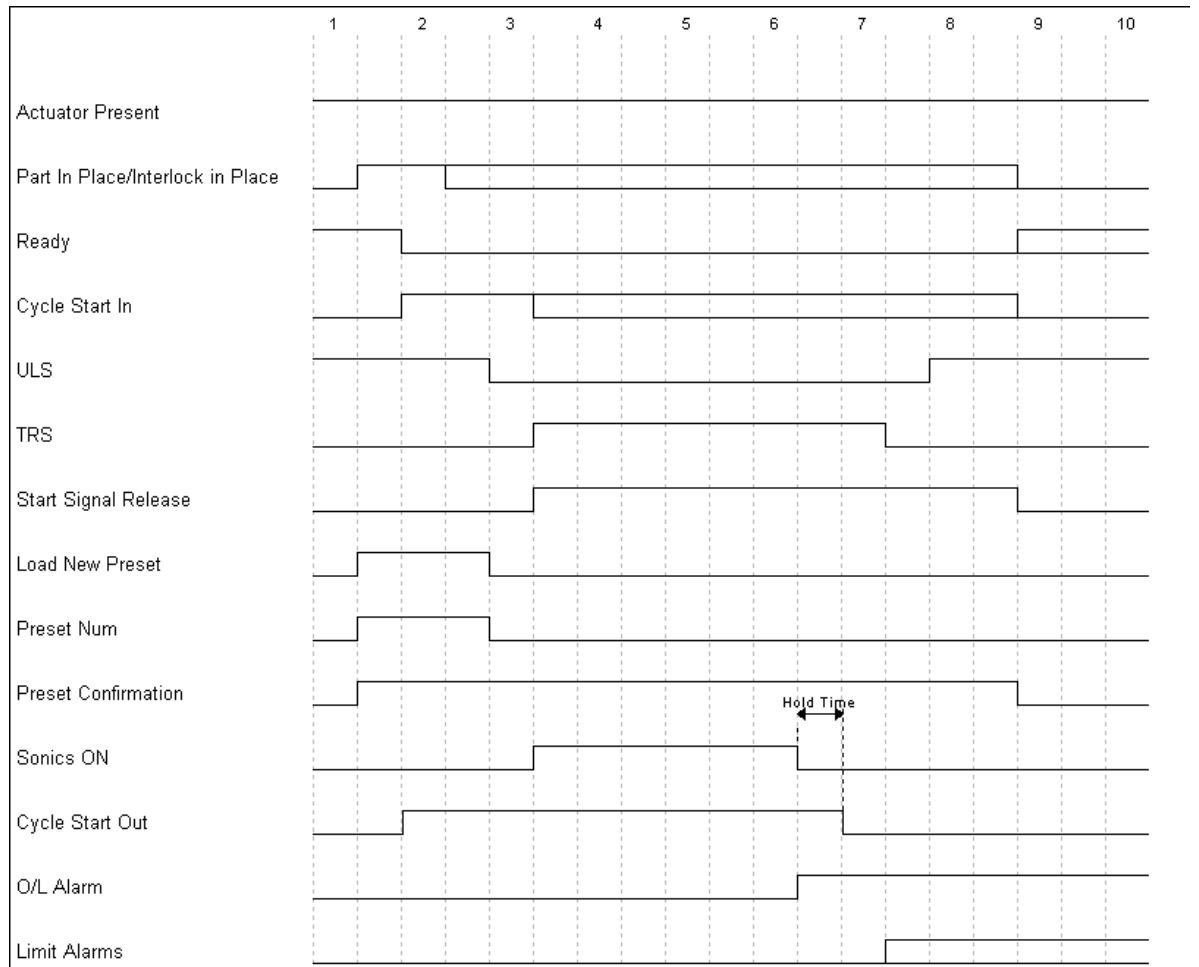 1 2 3 4 5 6 7 8 9 10
Actuator Present
Part In Place/Interlock in Place
Ready
Cycle Start In
ULS
TRS
Start Signal Release
Load New Preset
Preset Num
Preset Confirmation
Hold Time
Sonics ON
Cycle Start Out
O/L Alarm
Limit Alarms